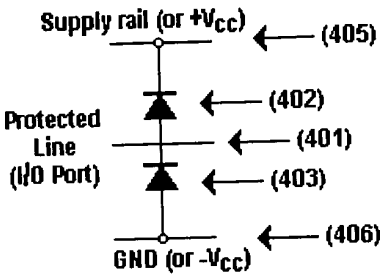 Supply rail (or +VCC)
(405)
(402)
Protected
Line
(I/O Port)
(401)
(403)
(406)
GND (or -VCC)